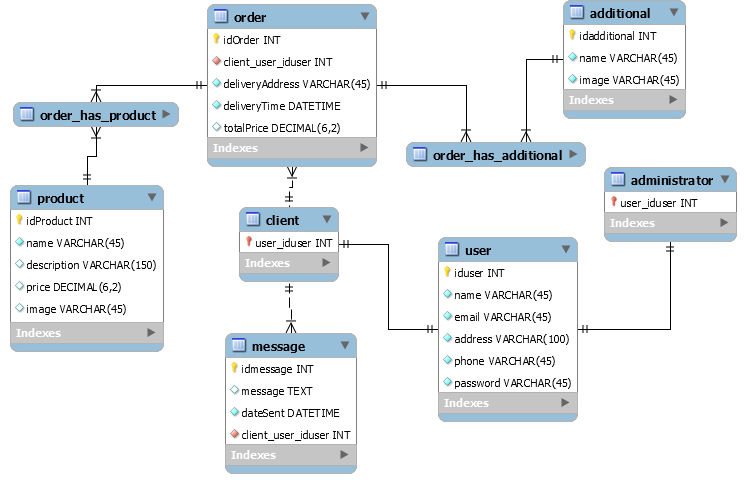 order
idOrder INT
client_user_iduser INT
deliveryAddress VARCHAR(45)
deliveryTime DATETIME
totalPrice DECIMAL(6,2)
Indexes
additional
idadditional INT
name VARCHAR(45)
image VARCHAR(45)
Indexes
order_has_product
order_has_additional
product
idProduct INT
name VARCHAR(45)
description VARCHAR(150)
price DECIMAL(6,2)
image VARCHAR(45)
Indexes
client
user_iduser INT
Indexes
administrator
user_iduser INT
Indexes
user
iduser INT
name VARCHAR(45)
email VARCHAR(45)
address VARCHAR(100)
phone VARCHAR(45)
password VARCHAR(45)
Indexes
message
idmessage INT
message TEXT
dateSent DATETIME
client_user_iduser INT
Indexes